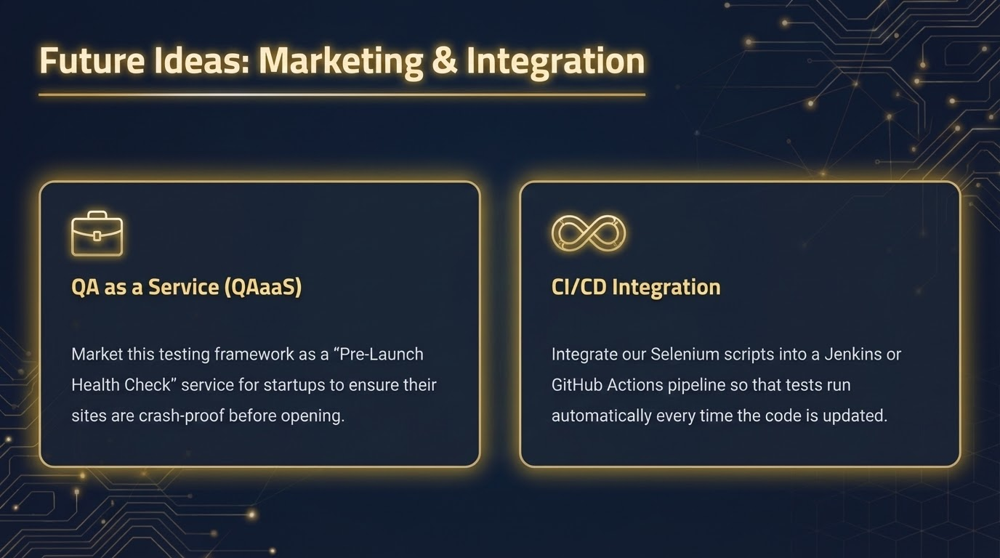 Future Ideas: Marketing & Integration
QA as a Service (QAaaS)
Market this testing framework as a “Pre-Launch
Health Check” service for startups to ensure their
sites are crash-proof before opening.
CI/CD Integration
Integrate our Selenium scripts into a Jenkins or
GitHub Actions pipeline so that tests run
automatically every time the code is updated.